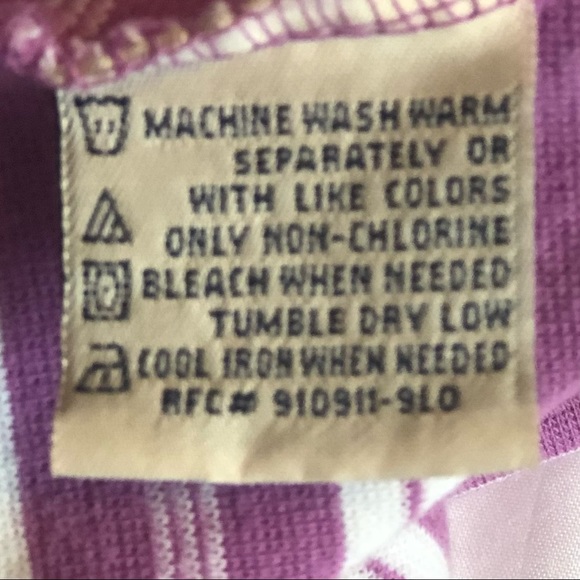 MACHINE WASH WARM
SEPARATELY OR
WITH LIKE COLORS
ONLY NON-CHLORINE
BLEACH WHEN NEEDED
TUMBLE DRY LOW
COOL IRON WHEN NEEDED
RFC# 910911-9L0